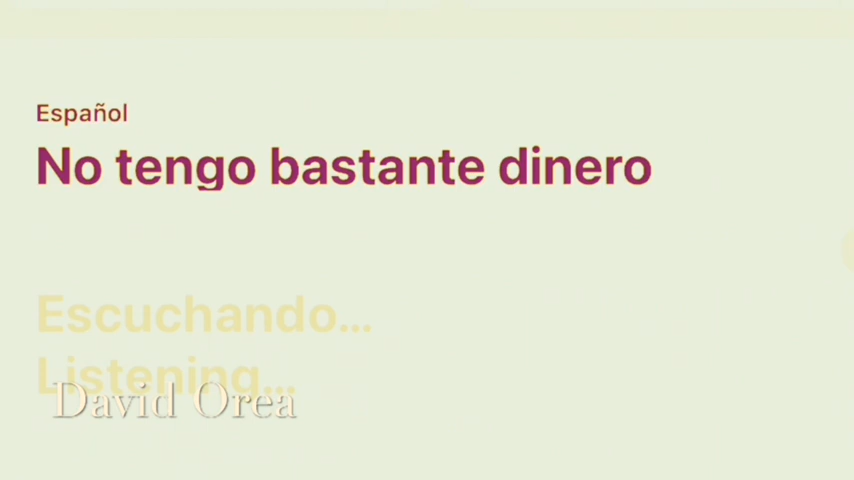 Español
No tengo bastante dinero
Escuchando...
Listening...
David Orea